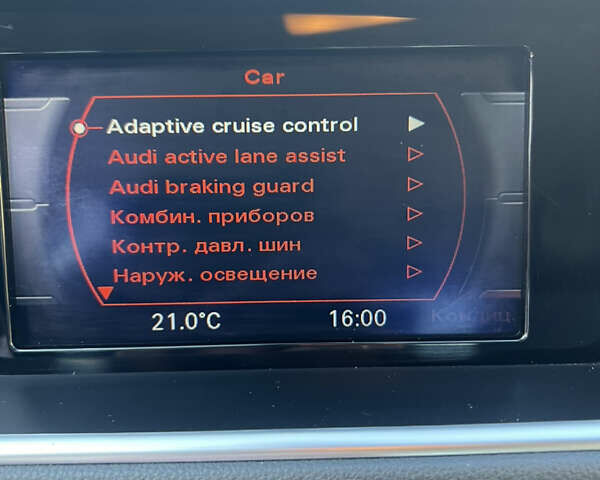 Car
Adaptive cruise control
Audi active lane assist
Audi braking guard
Комбин. приборов
Контр. давл. шин
Наруж. освещение
21.0°C 16:00 Кондиц.